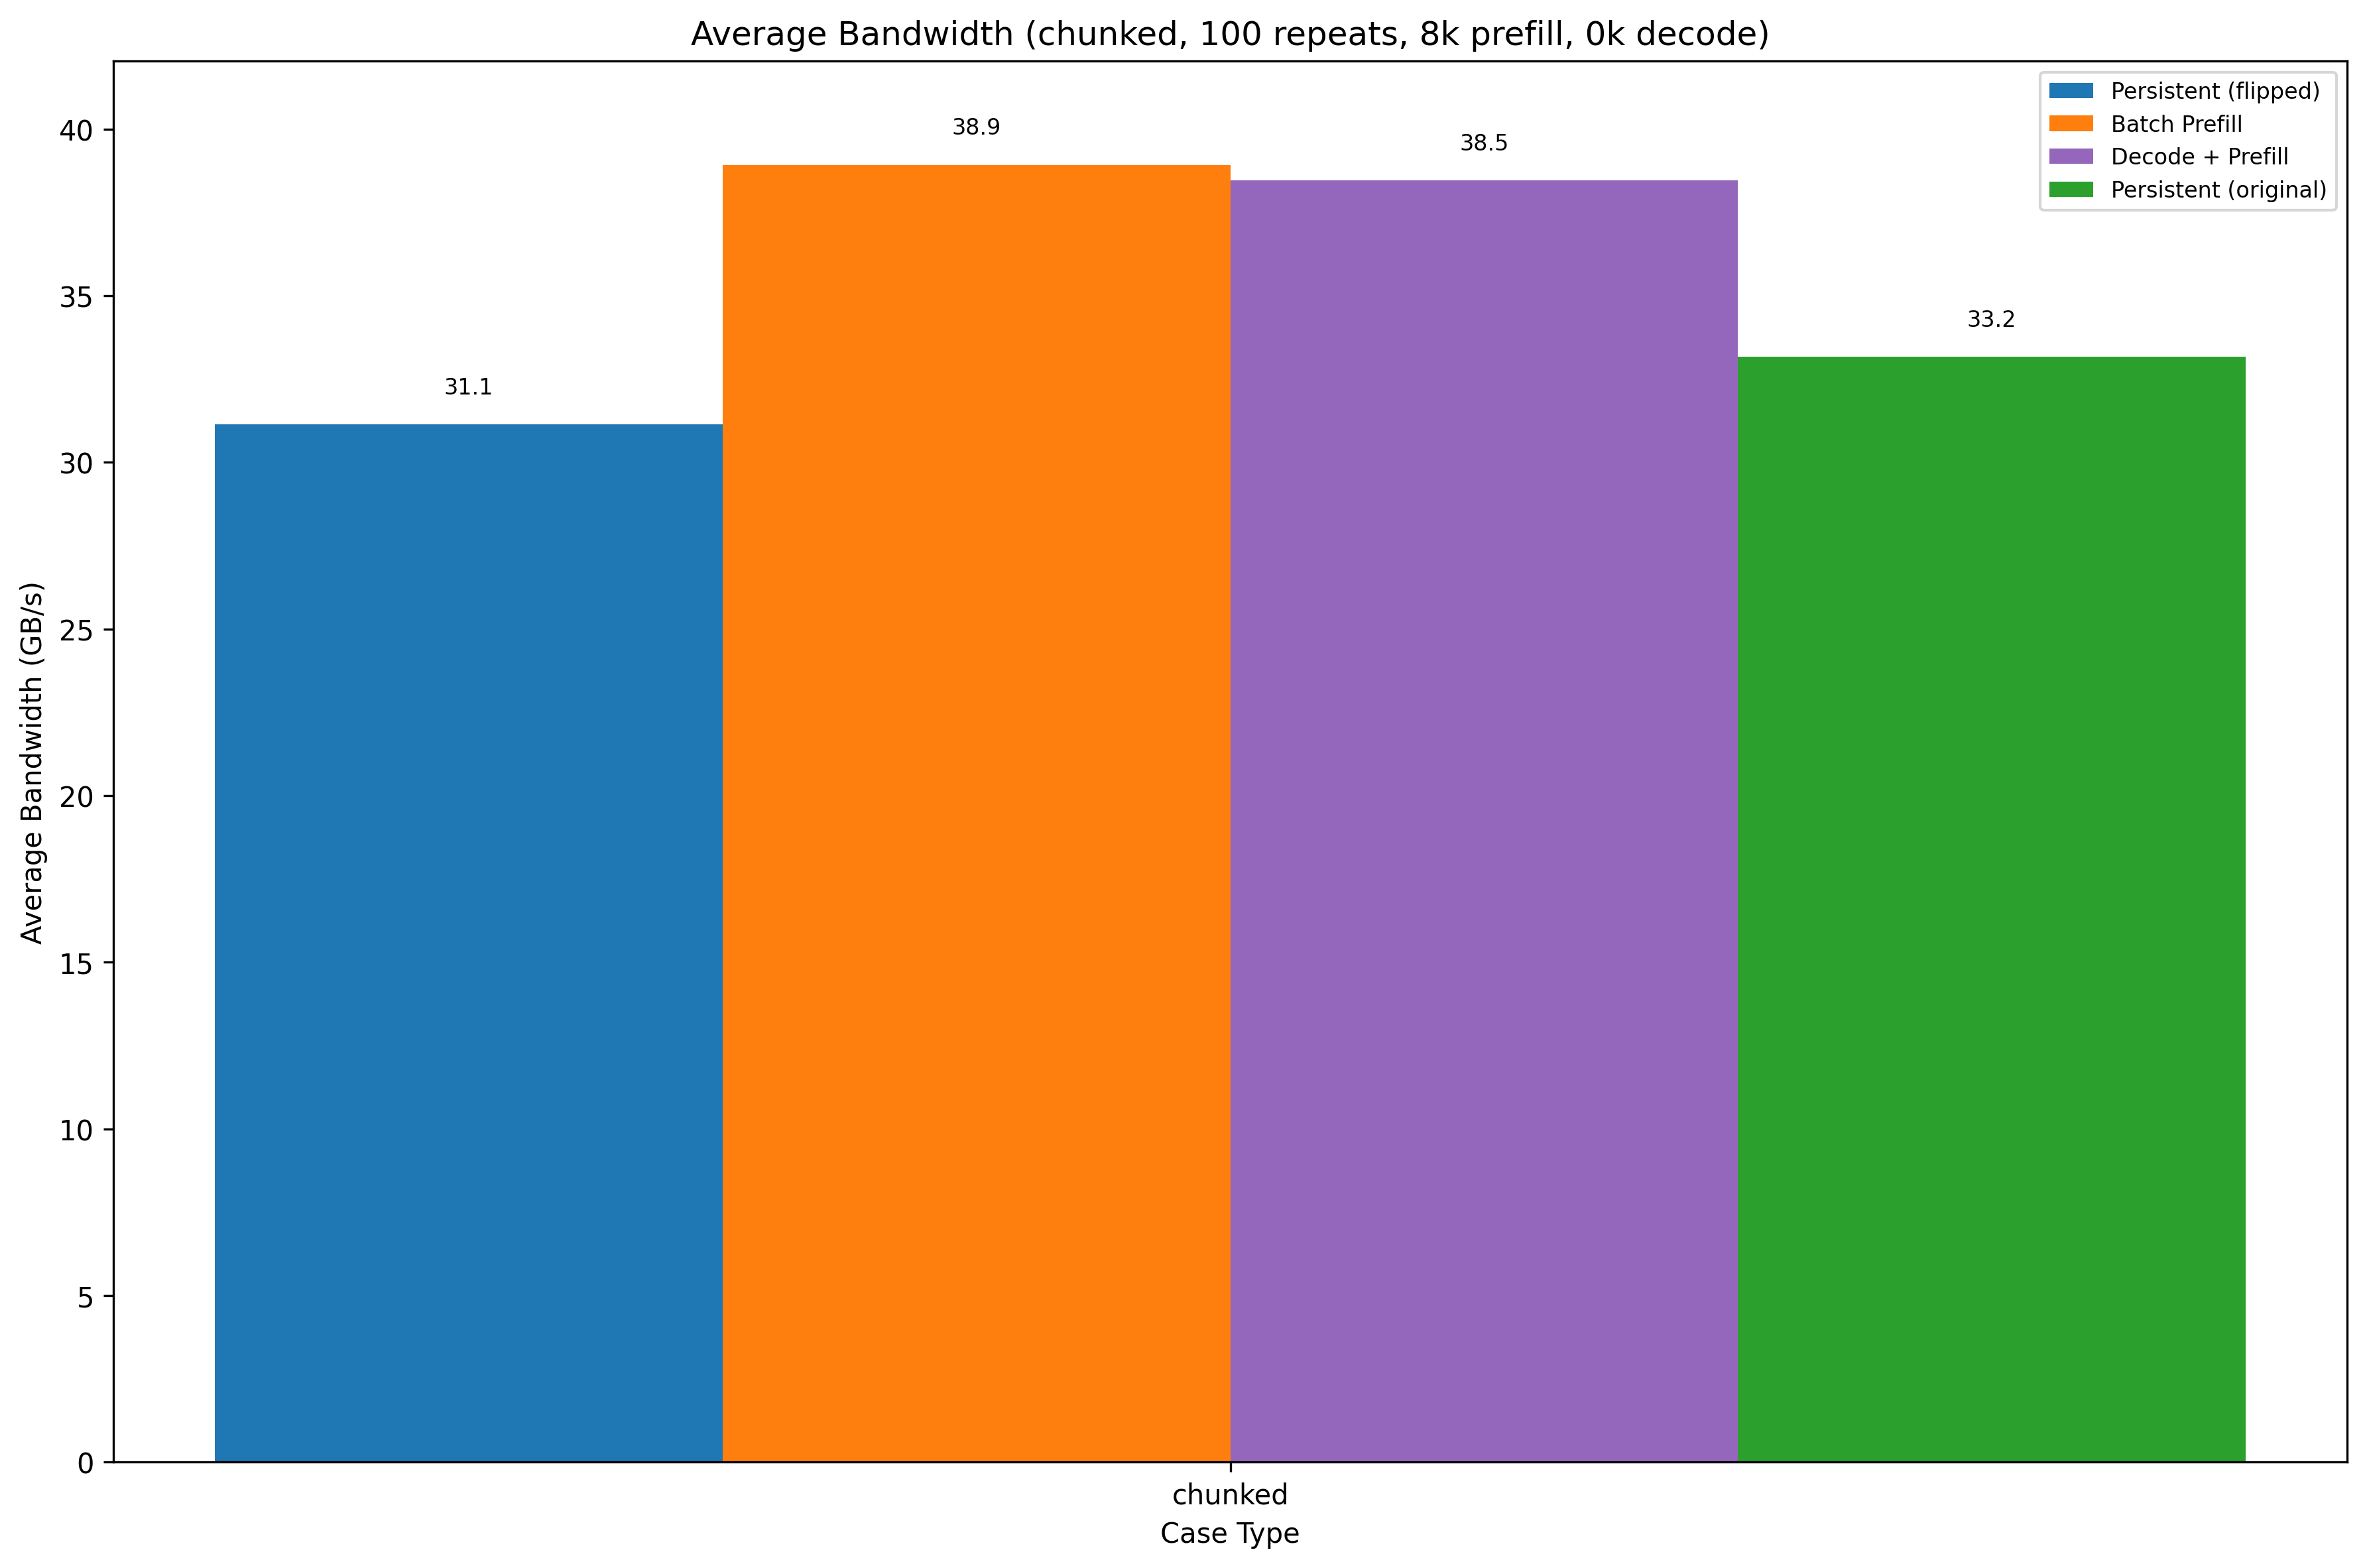 Average Bandwidth (chunked, 100 repeats, 8k prefill, 0k decode)
Persistent (flipped)
Batch Prefill
Decode + Prefill
Persistent (original)
38.9
38.5
33.2
31.1
Average Bandwidth (GB/s)
40
35
30
25
20
15
10
5
0
chunked
Case Type